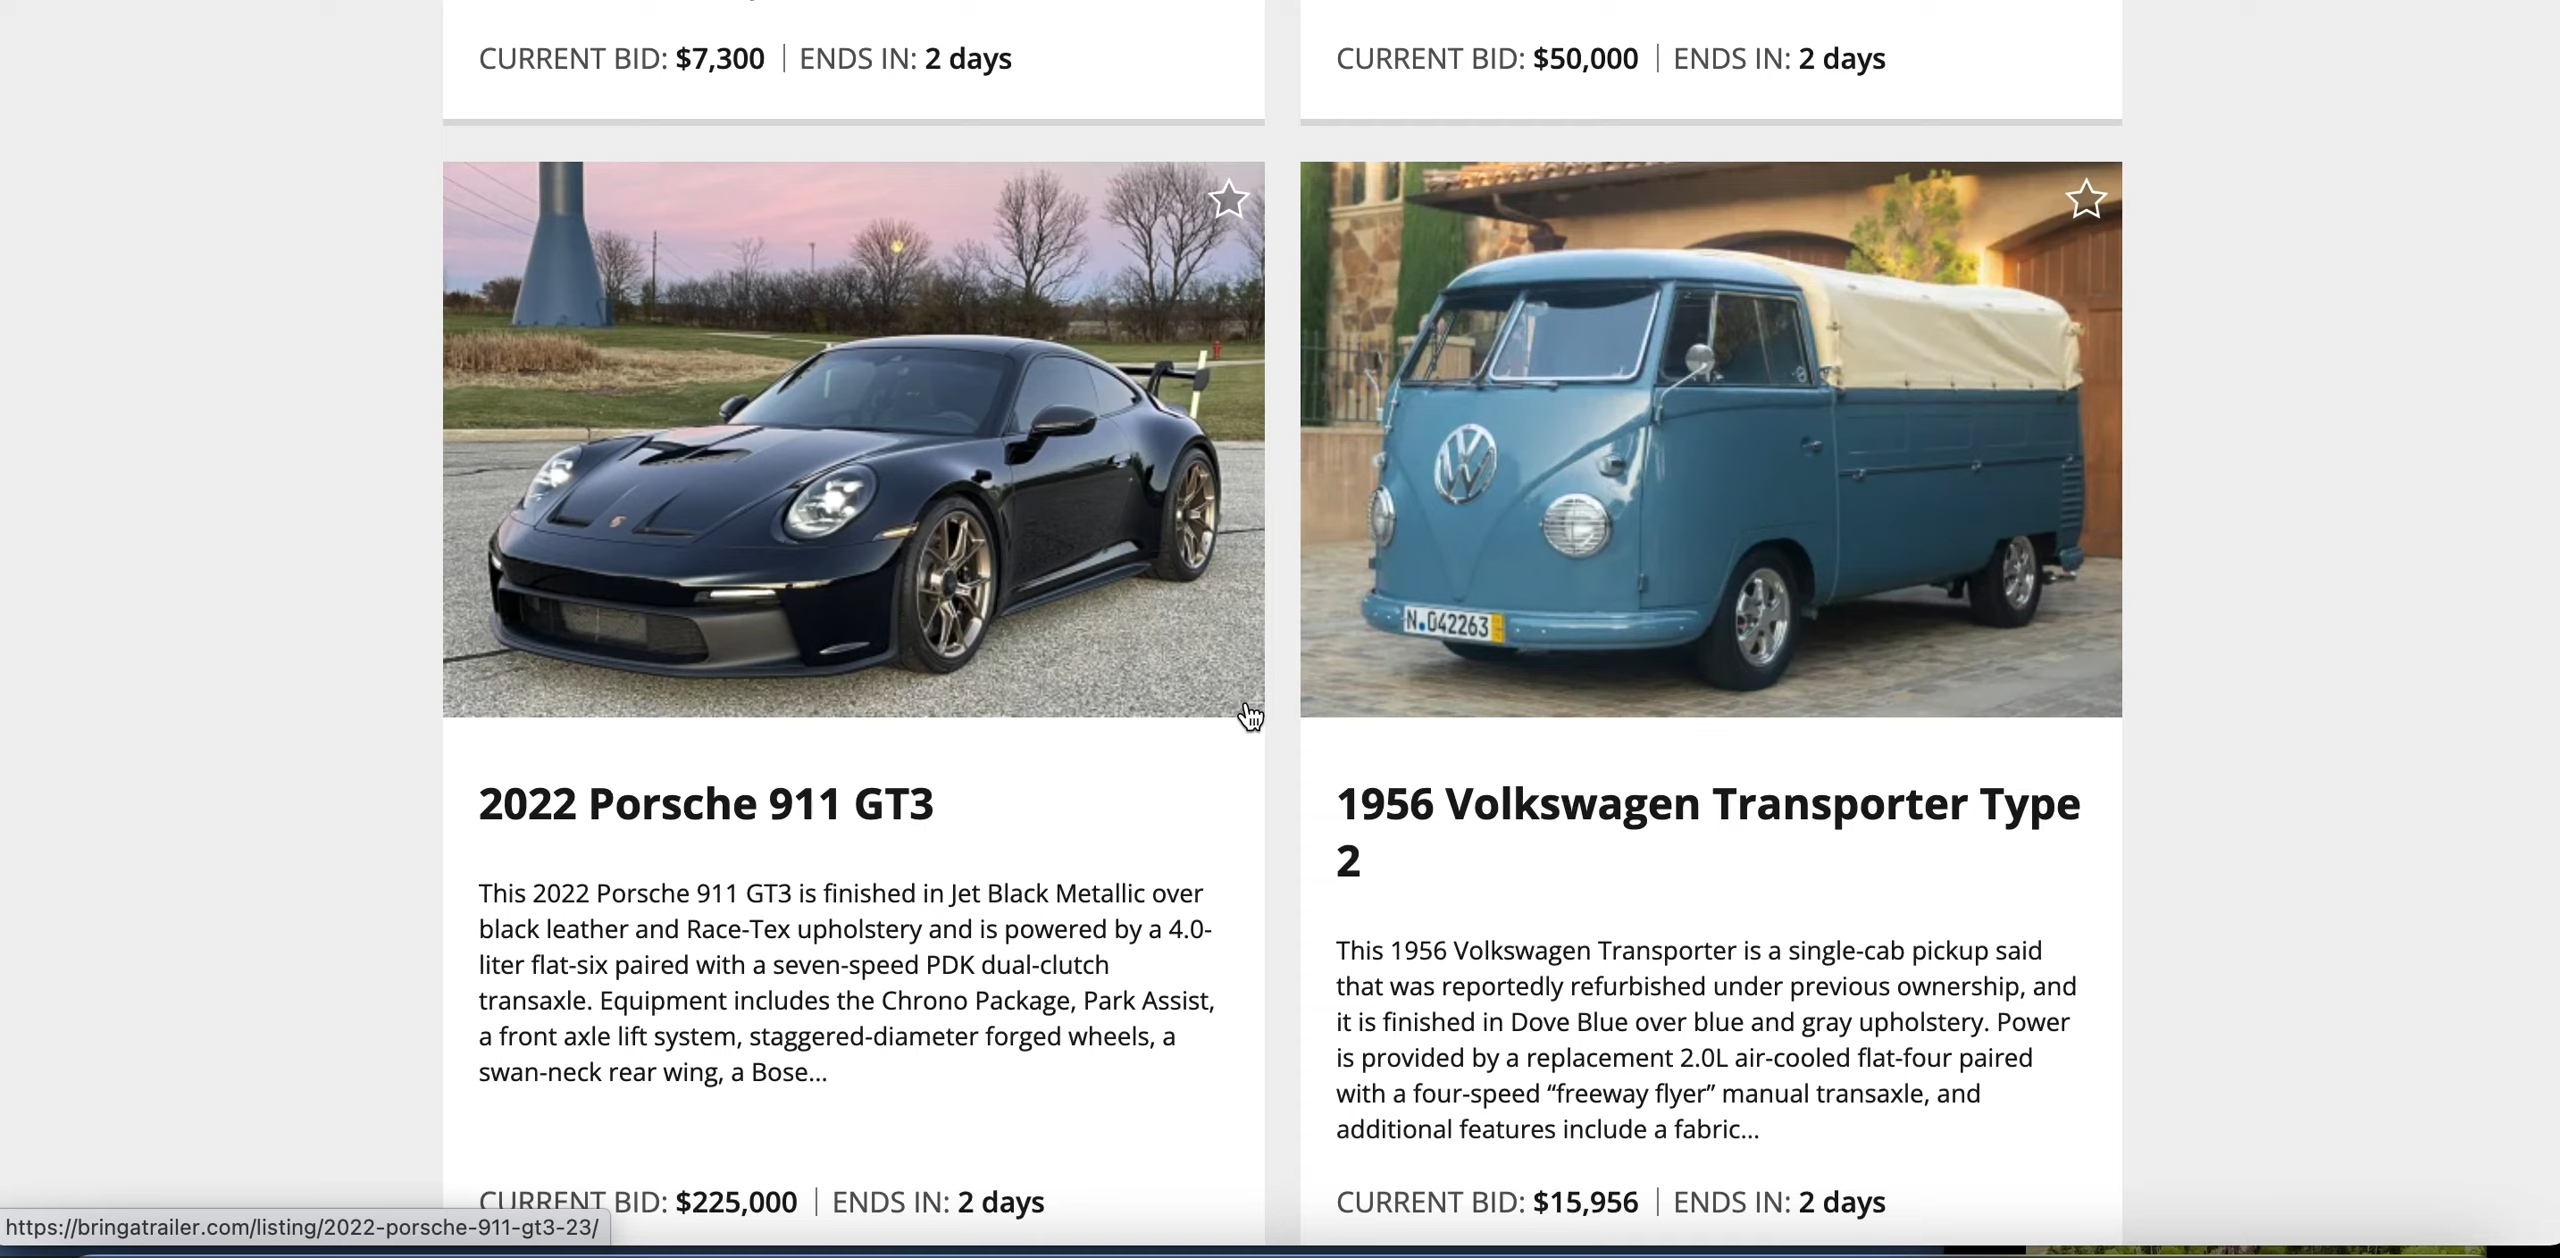 CURRENT BID: $7,300 | ENDS IN: 2 days
CURRENT BID: $50,000 | ENDS IN: 2 days
N.042263
2022 Porsche 911 GT3
This 2022 Porsche 911 GT3 is finished in Jet Black Metallic over
black leather and Race-Tex upholstery and is powered by a 4.0-
liter flat-six paired with a seven-speed PDK dual-clutch
transaxle. Equipment includes the Chrono Package, Park Assist,
a front axle lift system, staggered-diameter forged wheels, a
swan-neck rear wing, a Bose...
CURRENT BID: $225,000 | ENDS IN: 2 days
1956 Volkswagen Transporter Type
2
This 1956 Volkswagen Transporter is a single-cab pickup said
that was reportedly refurbished under previous ownership, and
it is finished in Dove Blue over blue and gray upholstery. Power
is provided by a replacement 2.0L air-cooled flat-four paired
with a four-speed “freeway flyer” manual transaxle, and
additional features include a fabric...
CURRENT BID: $15,956 | ENDS IN: 2 days
https://bringatrailer.com/listing/2022-porsche-911-gt3-23/